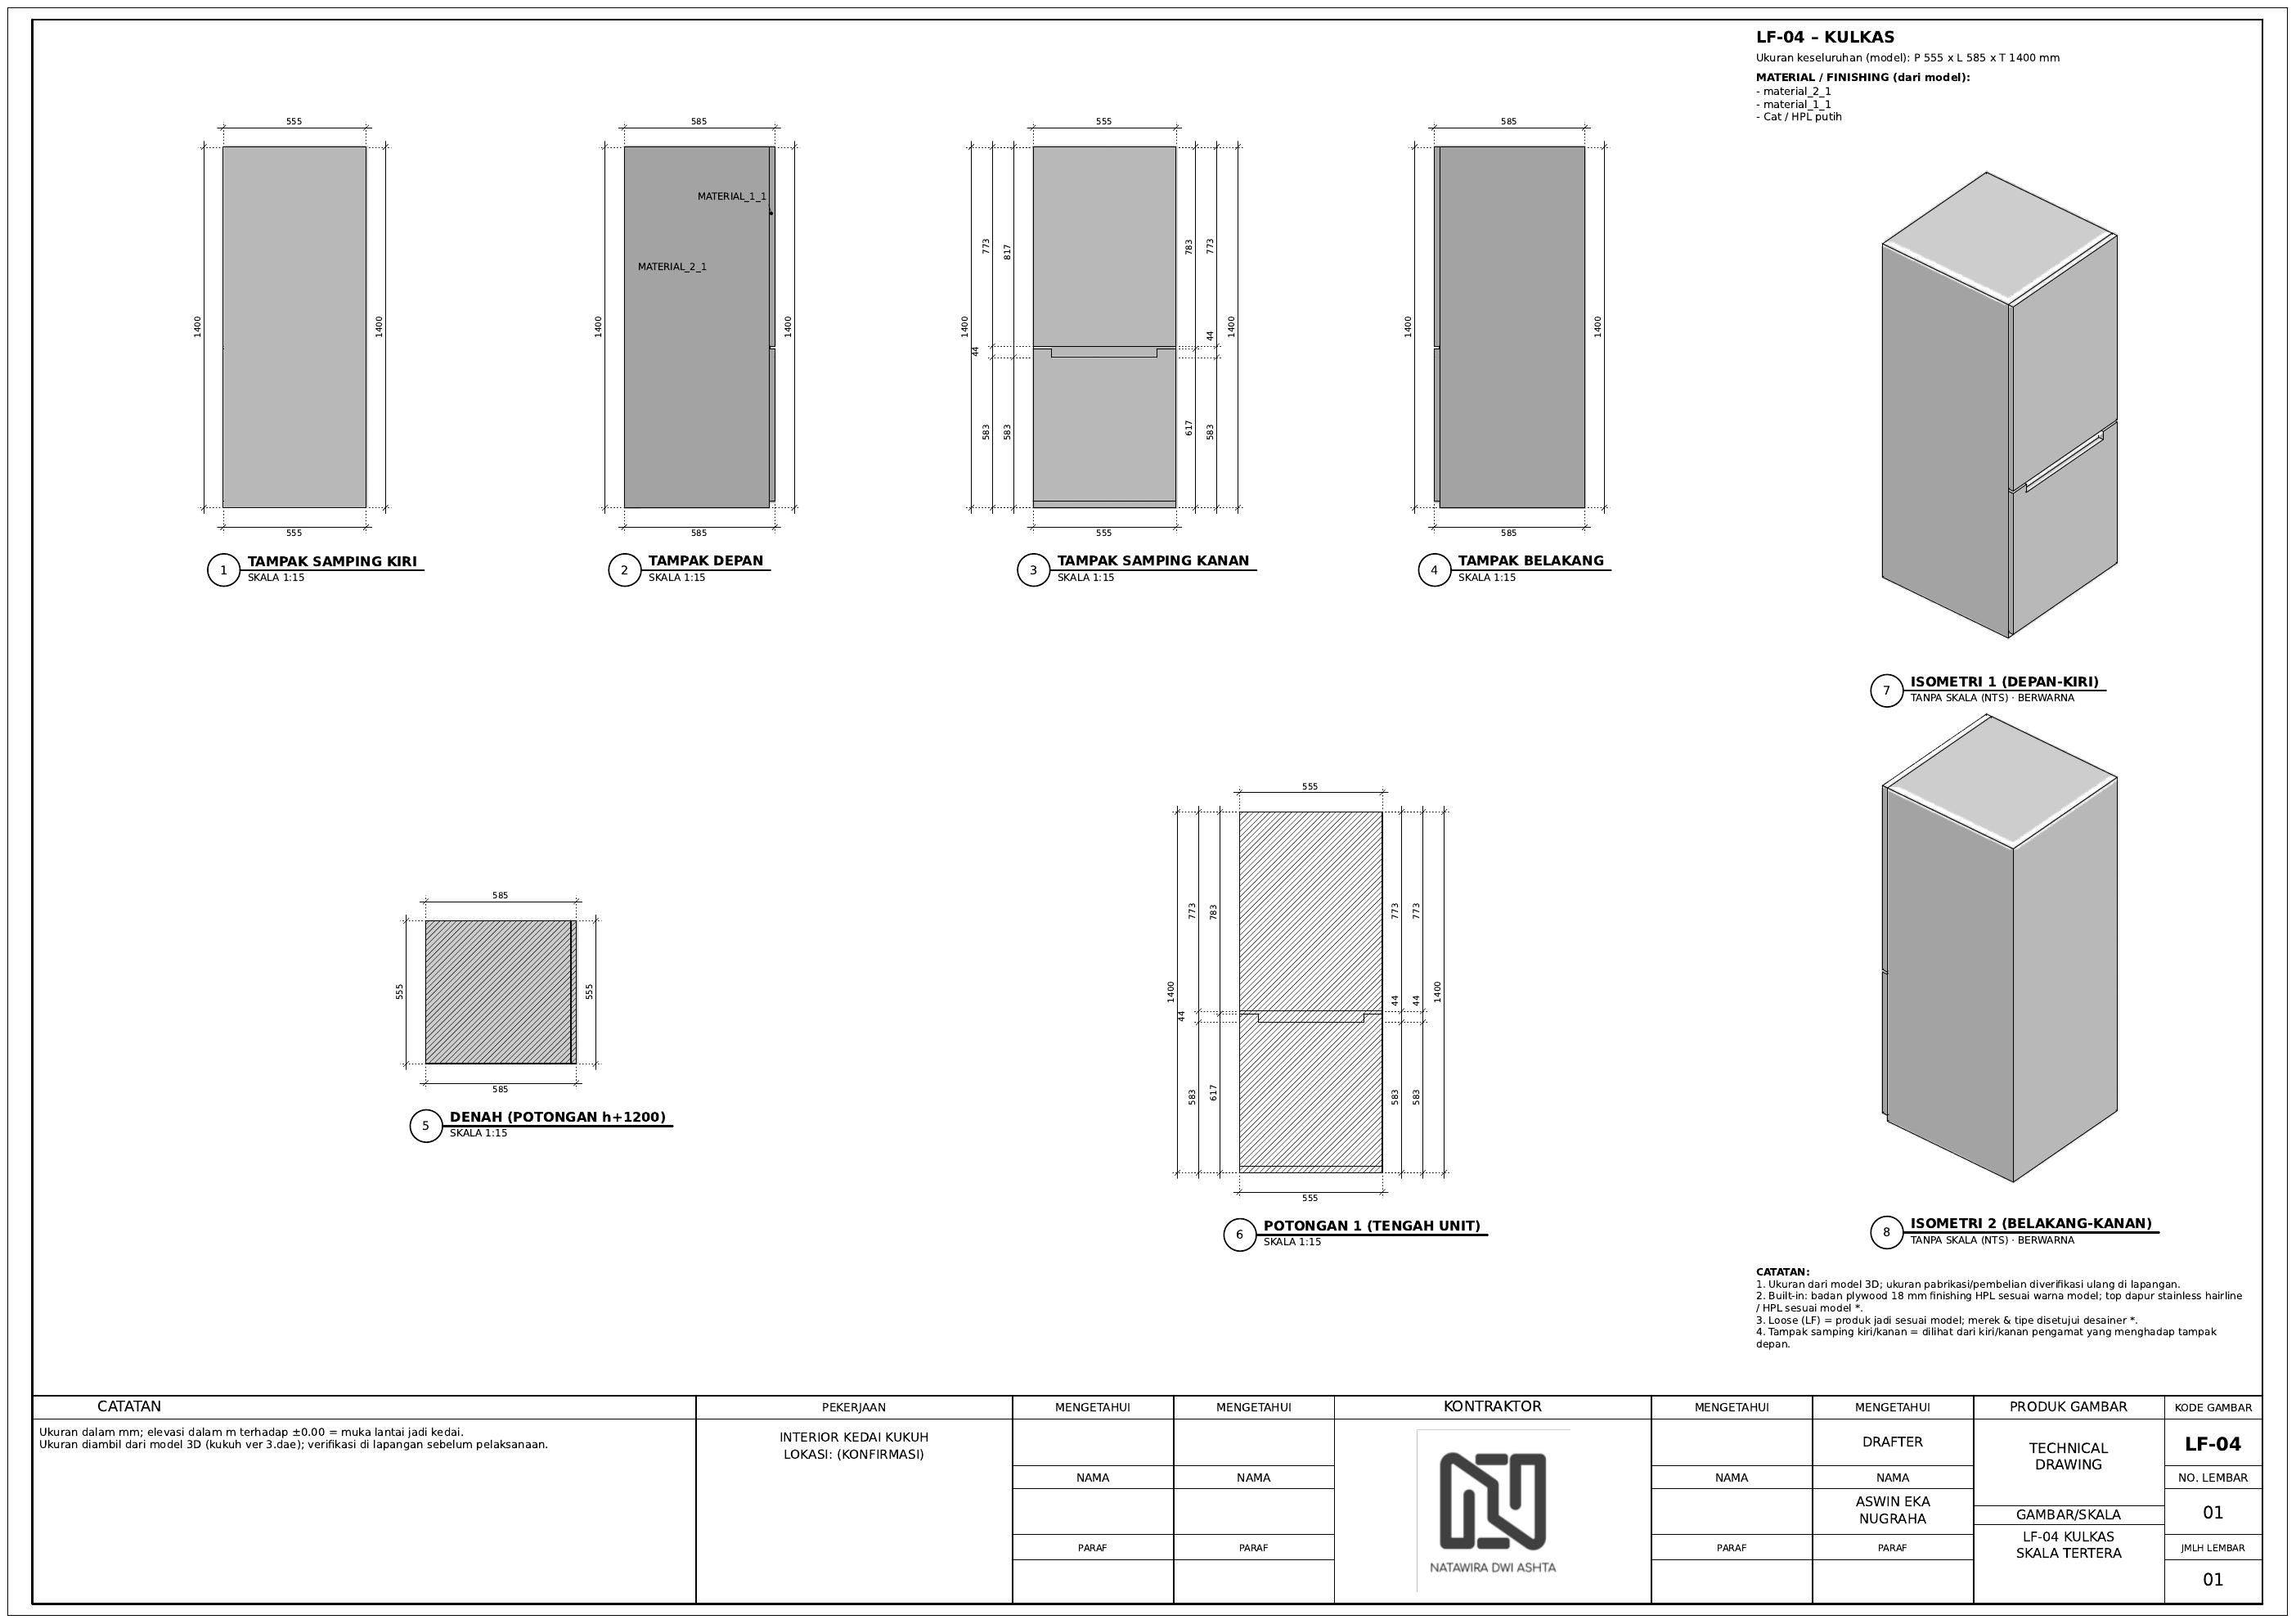 LF-04 – KULKAS
Ukuran keseluruhan (model): P 555 x L 585 x T 1400 mm
MATERIAL / FINISHING (dari model):
- material_2_1
- material_1_1
- Cat / HPL putih
555
1400
1400
555
1
TAMPAK SAMPING KIRI
SKALA 1:15
585
MATERIAL_1_1
MATERIAL_2_1
1400
1400
585
2
TAMPAK DEPAN
SKALA 1:15
555
773
817
783
773
1400
44
44
1400
583
583
617
583
555
3
TAMPAK SAMPING KANAN
SKALA 1:15
585
1400
1400
585
4
TAMPAK BELAKANG
SKALA 1:15
7
ISOMETRI 1 (DEPAN-KIRI)
TANPA SKALA (NTS) · BERWARNA
585
555
555
585
5
DENAH (POTONGAN h+1200)
SKALA 1:15
555
773
783
773
773
1400
44
44
44
1400
583
617
583
583
555
6
POTONGAN 1 (TENGAH UNIT)
SKALA 1:15
8
ISOMETRI 2 (BELAKANG-KANAN)
TANPA SKALA (NTS) · BERWARNA
CATATAN:
1. Ukuran dari model 3D; ukuran pabrikasi/pembelian diverifikasi ulang di lapangan.
2. Built-in: badan plywood 18 mm finishing HPL sesuai warna model; top dapur stainless hairline
/ HPL sesuai model *.
3. Loose (LF) = produk jadi sesuai model; merek & tipe disetujui desainer *.
4. Tampak samping kiri/kanan = dilihat dari kiri/kanan pengamat yang menghadap tampak
depan.
CATATAN
Ukuran dalam mm; elevasi dalam m terhadap ±0.00 = muka lantai jadi kedai.
Ukuran diambil dari model 3D (kukuh ver 3.dae); verifikasi di lapangan sebelum pelaksanaan.
PEKERJAAN
INTERIOR KEDAI KUKUH
LOKASI: (KONFIRMASI)
MENGETAHUI
NAMA
PARAF
MENGETAHUI
NAMA
PARAF
KONTRAKTOR
NATAWIRA DWI ASHTA
MENGETAHUI
NAMA
PARAF
MENGETAHUI
DRAFTER
NAMA
ASWIN EKA
NUGRAHA
PARAF
PRODUK GAMBAR
TECHNICAL
DRAWING
GAMBAR/SKALA
LF-04 KULKAS
SKALA TERTERA
KODE GAMBAR
LF-04
NO. LEMBAR
01
JMLH LEMBAR
01